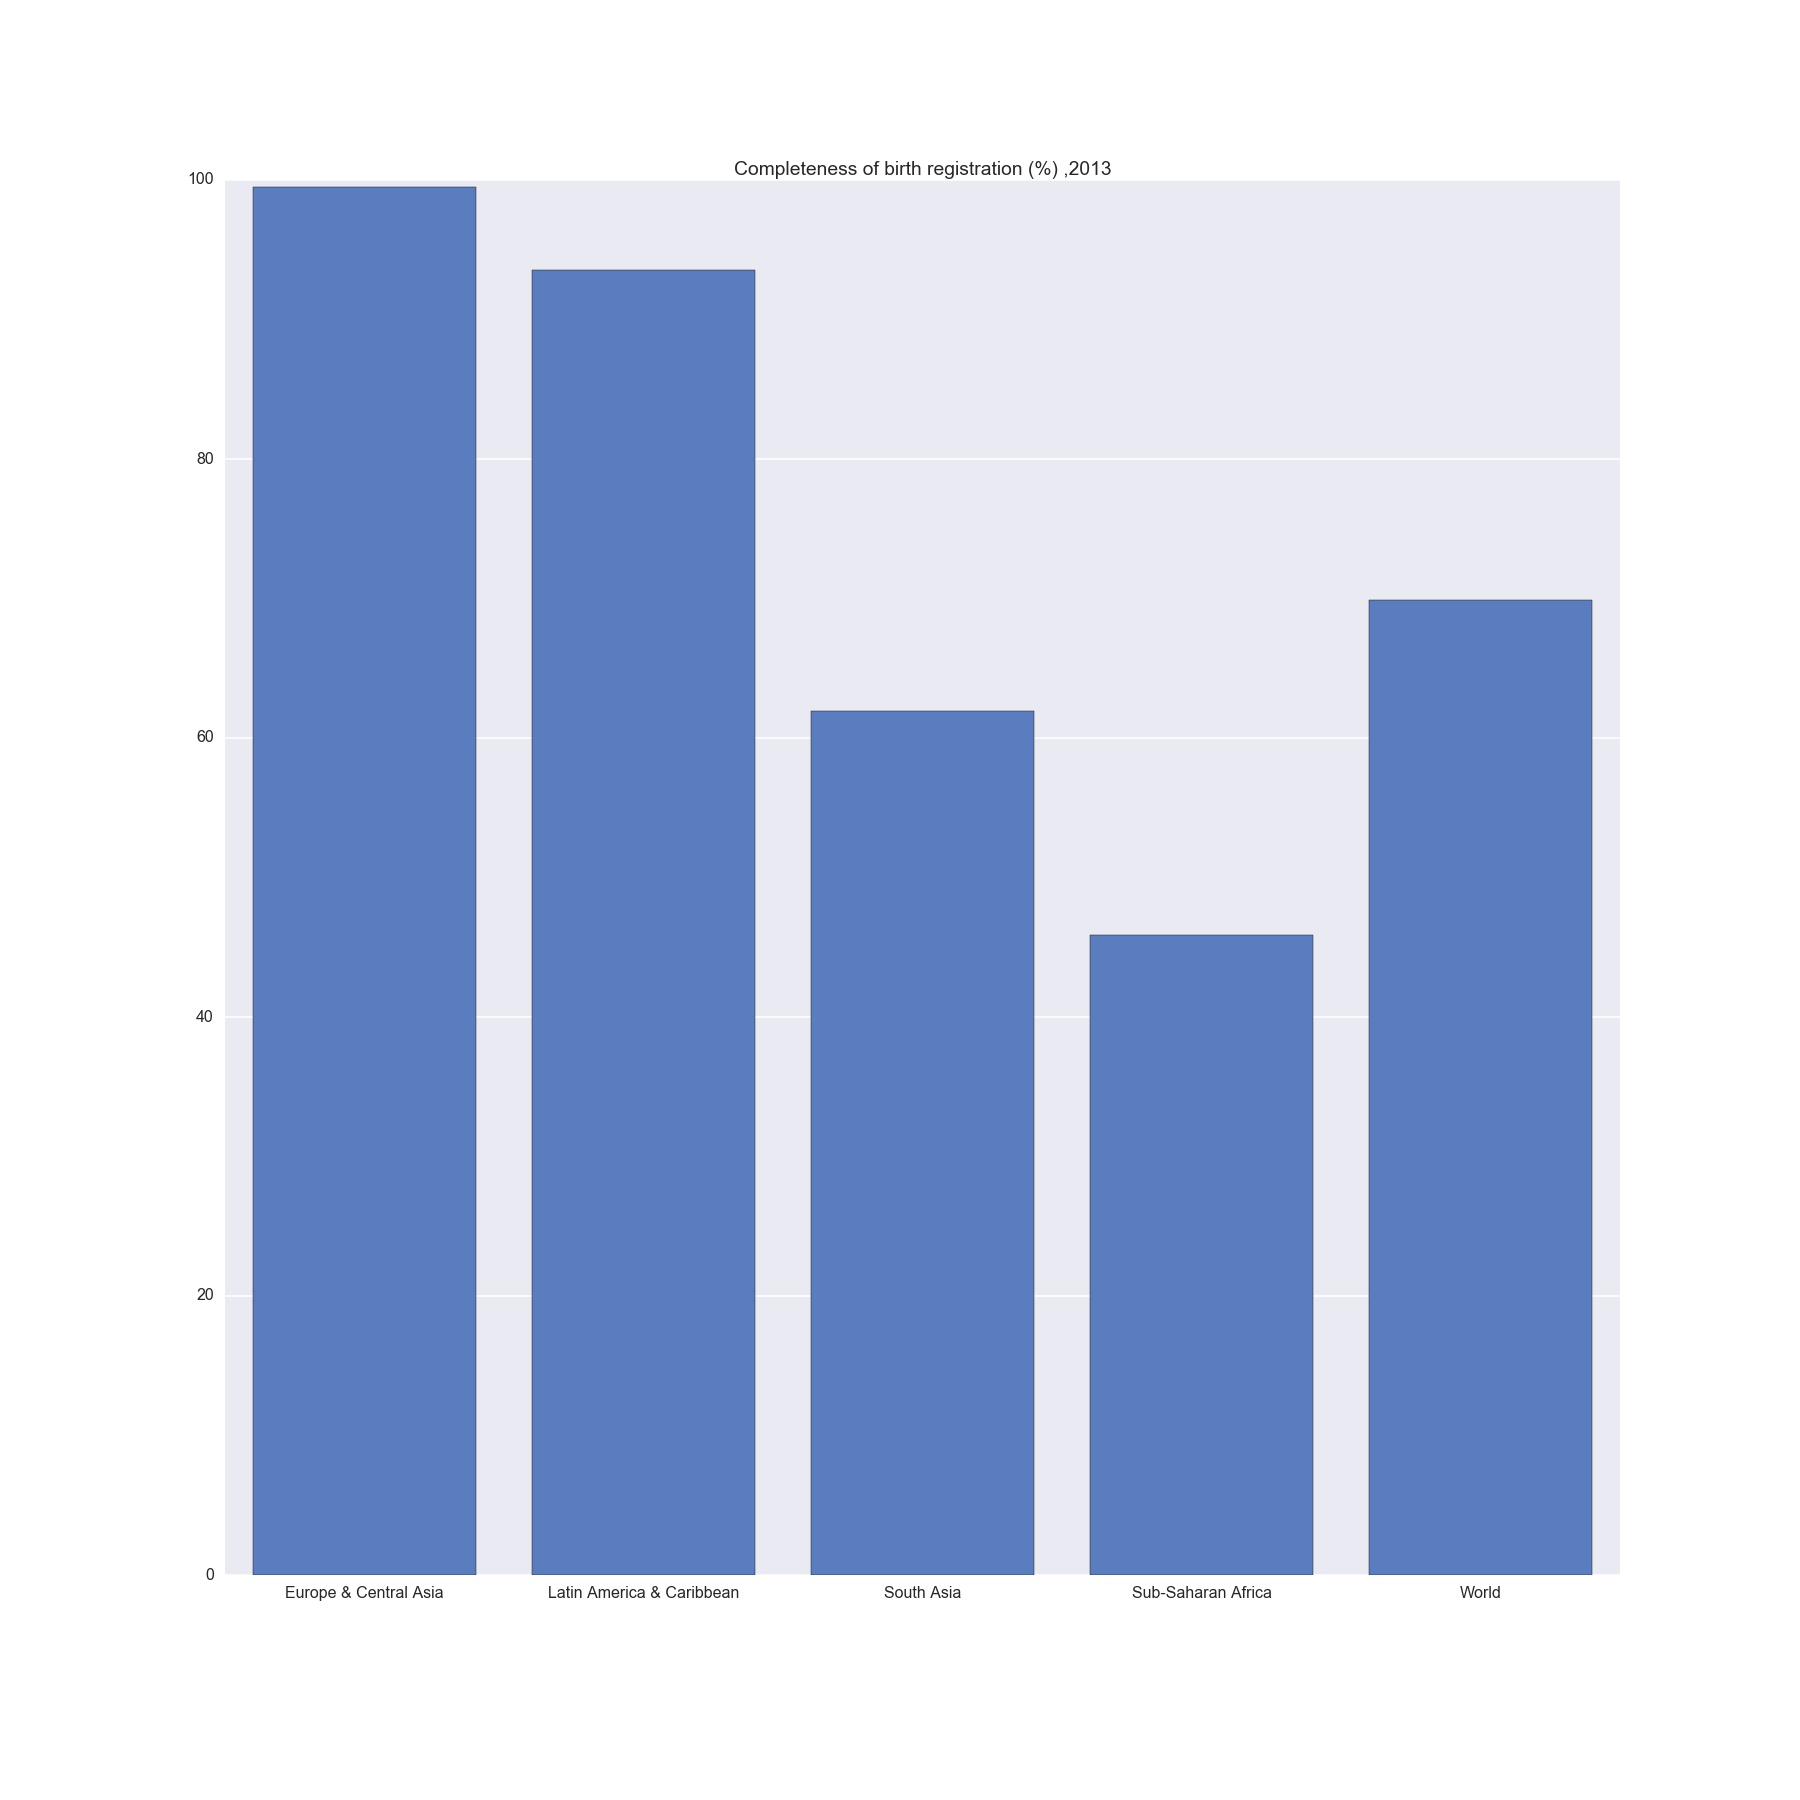 Completeness of birth registration (%) ,2013
100
80
60
40
20
0
Europe & Central Asia
Latin America & Caribbean
South Asia
Sub-Saharan Africa
World